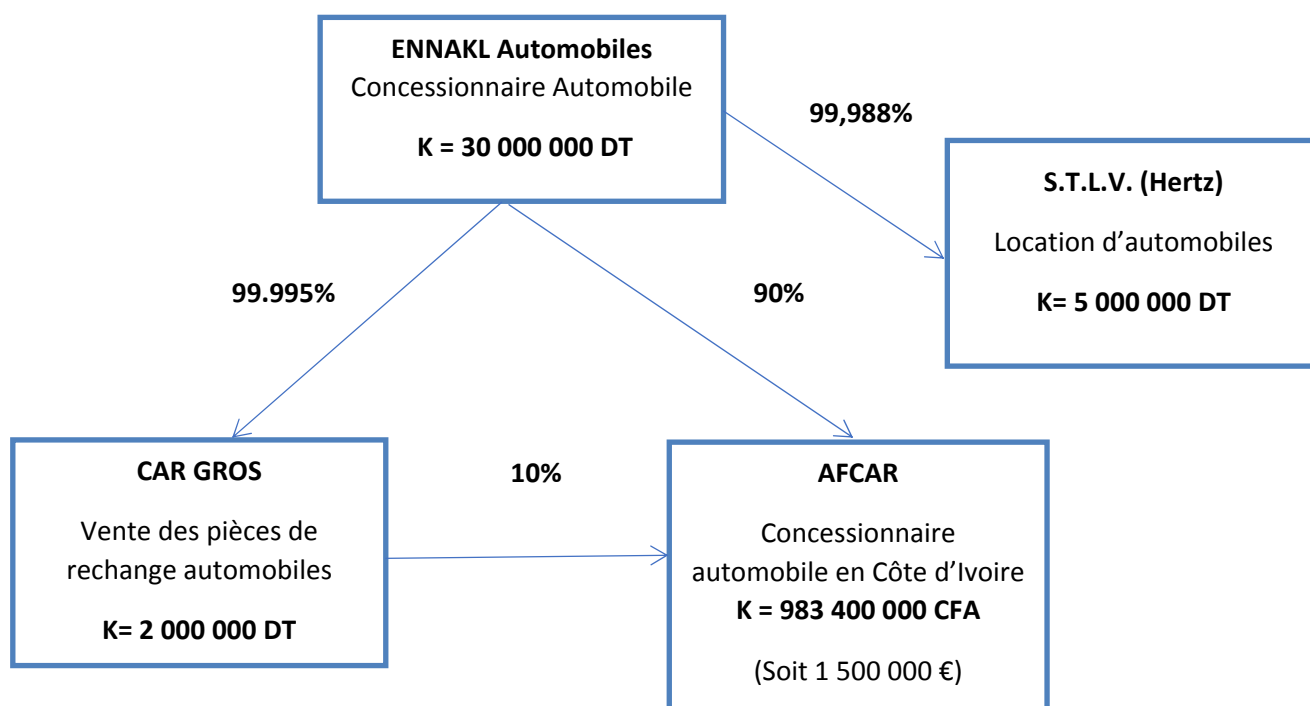 ENNAKL Automobiles
Concessionnaire Automobile
K = 30 000 000 DT
99,988%
S.T.L.V. (Hertz)
Location d’automobiles
K= 5 000 000 DT
99.995%
90%
CAR GROS
Vente des pièces de
rechange automobiles
K= 2 000 000 DT
10%
AFCAR
Concessionnaire
automobile en Côte d’Ivoire
K = 983 400 000 CFA
(Soit 1 500 000 €)